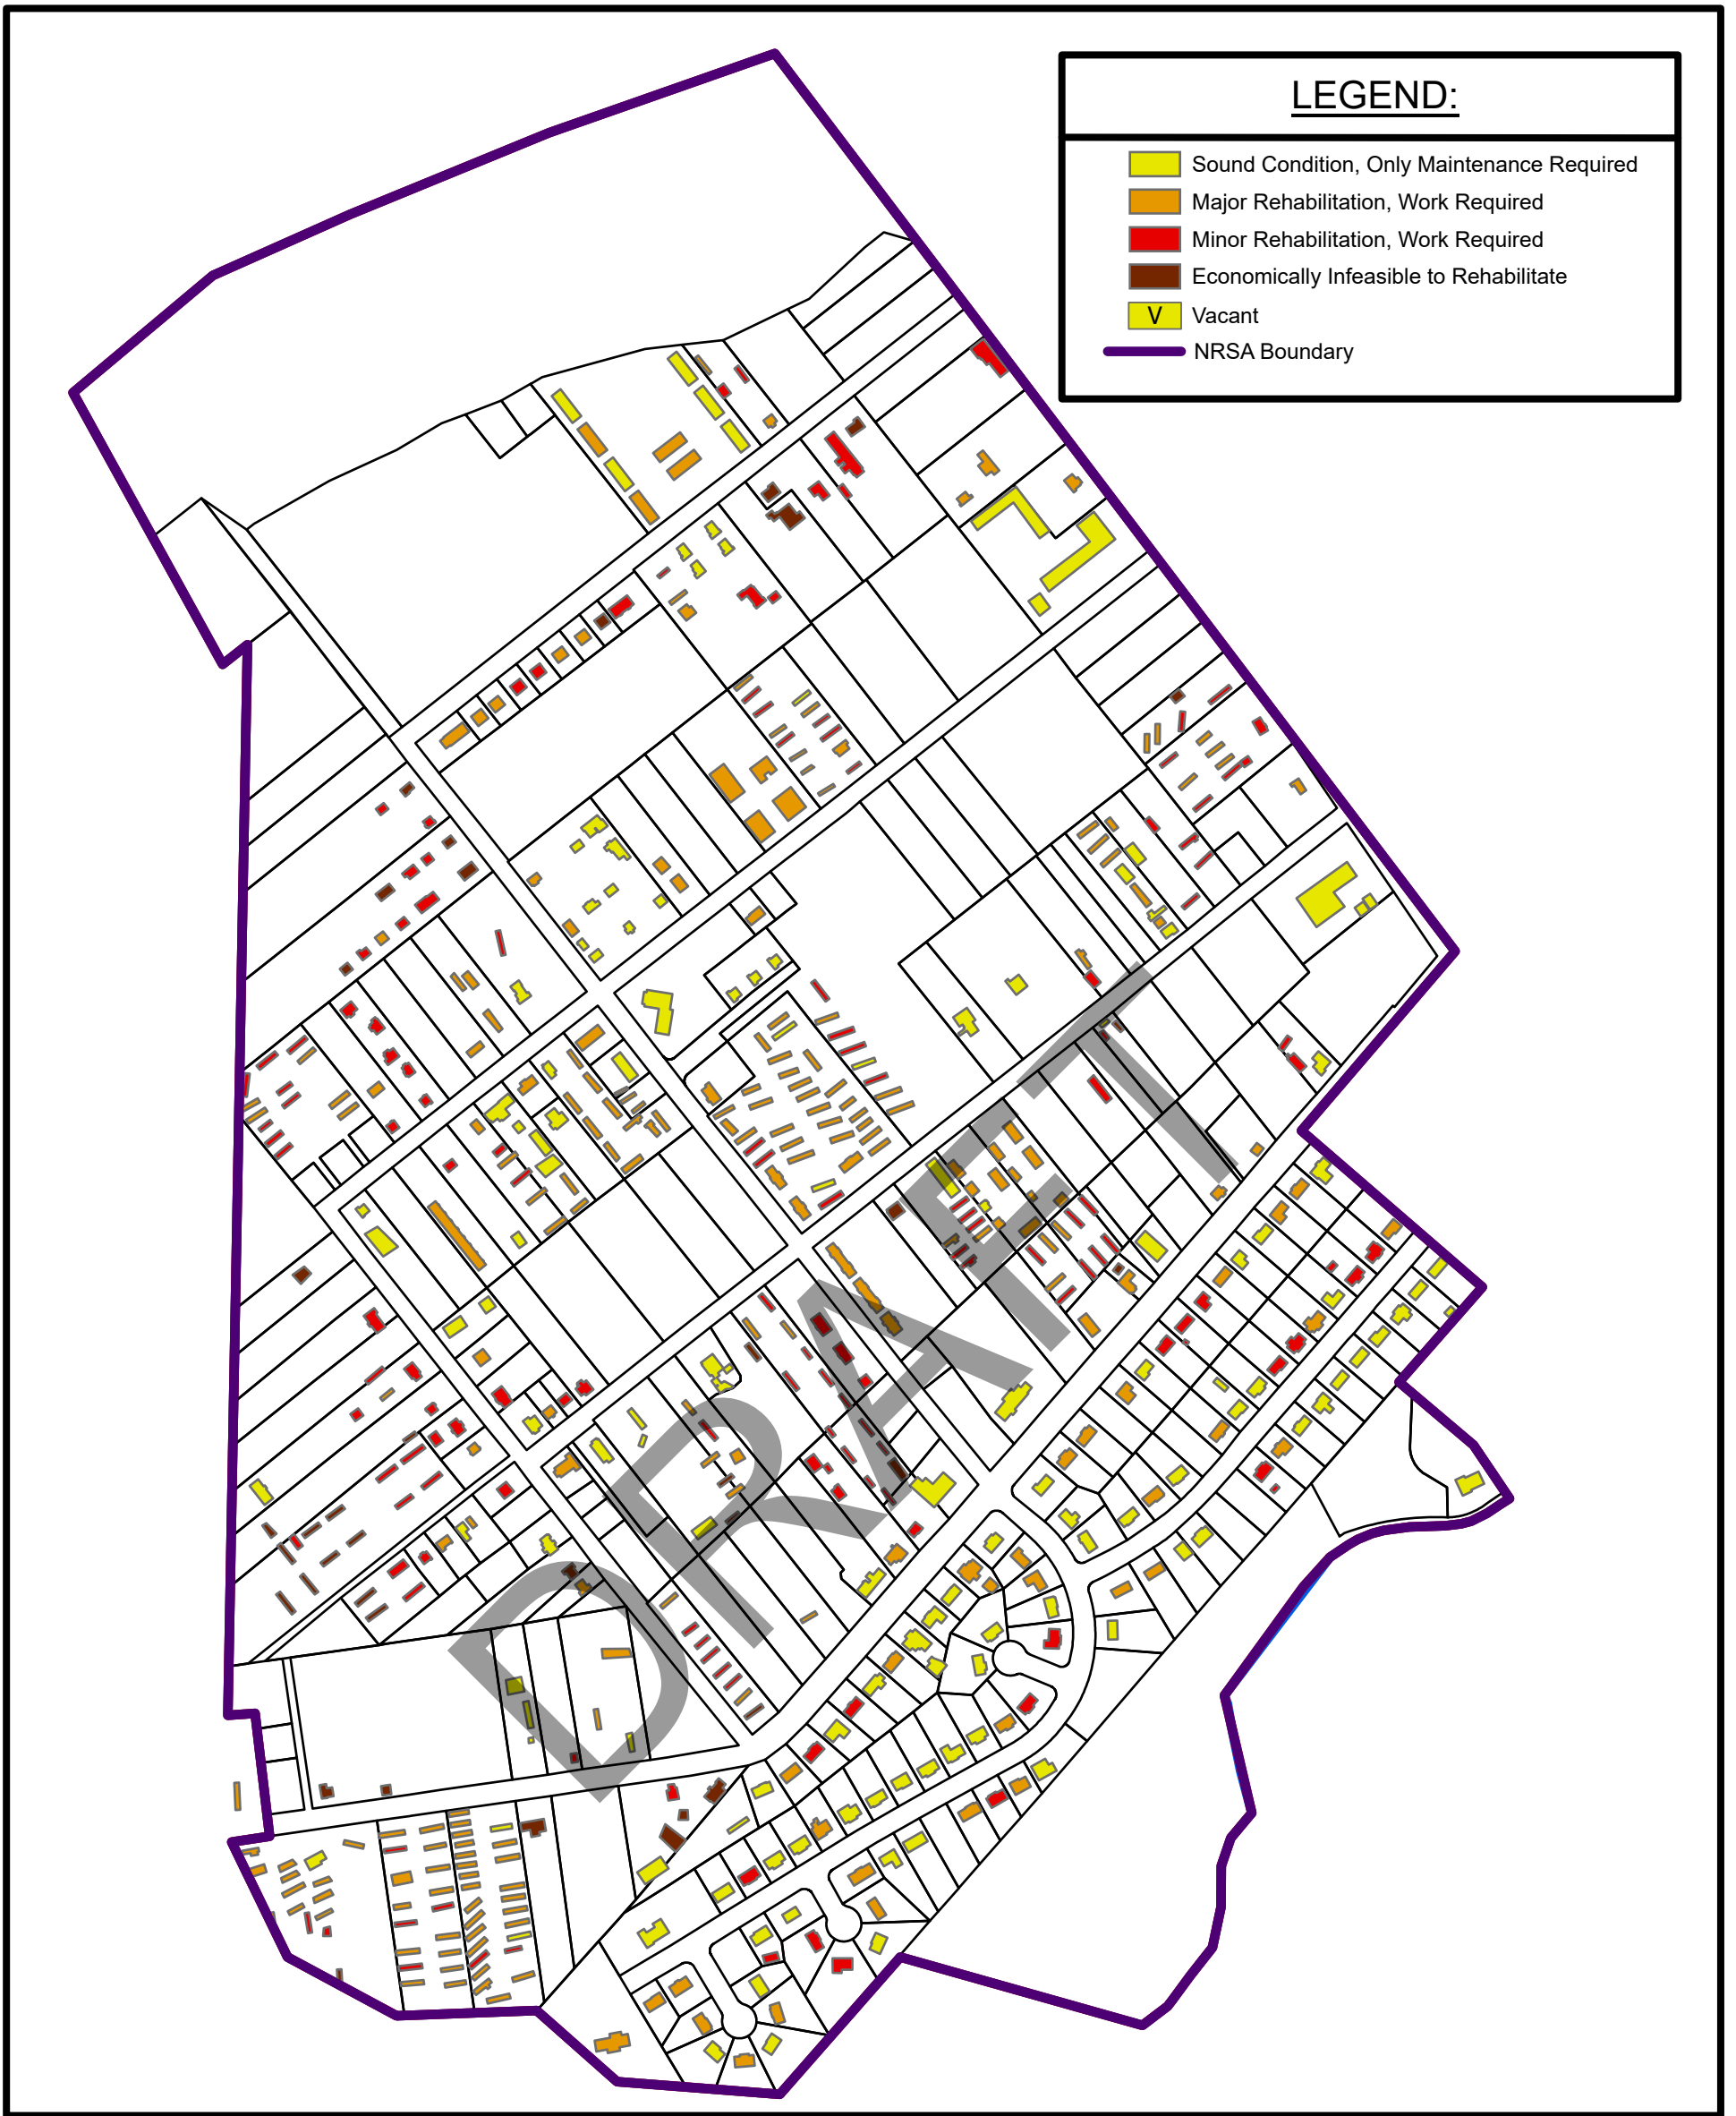 LEGEND:
Sound Condition, Only Maintenance Required
Major Rehabilitation, Work Required
Minor Rehabilitation, Work Required
Economically Infeasible to Rehabilitate
V Vacant
NRSA Boundary
DRAFT